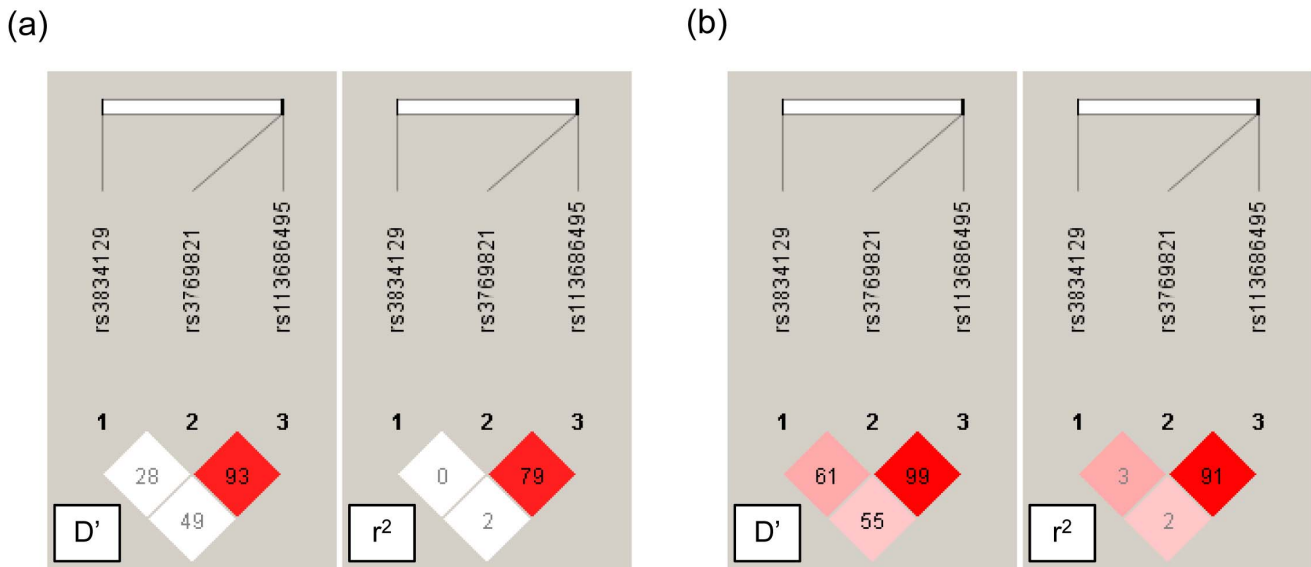 (a)
(b)
rs3834129
rs3769821
rs113686495
rs3834129
rs3769821
rs113686495
rs3834129
rs3769821
rs113686495
rs3834129
rs3769821
rs113686495
1 2 3
1 2 3
1 2 3
1 2 3
28 93
0 79
61 99
3 91
49
2
55
2
D’
r²
D’
r²